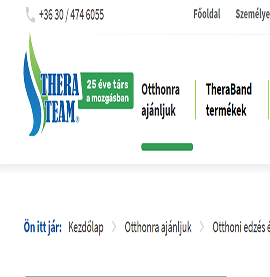 +36 30 / 474 6055
Főoldal
THERA TEAM®
25 éve társ
a mozgásban
Otthonra
ajánljuk
TheraBand
termékek
Ön itt jár: Kezdőlap > Otthonra ajánljuk > Otthoni edzés